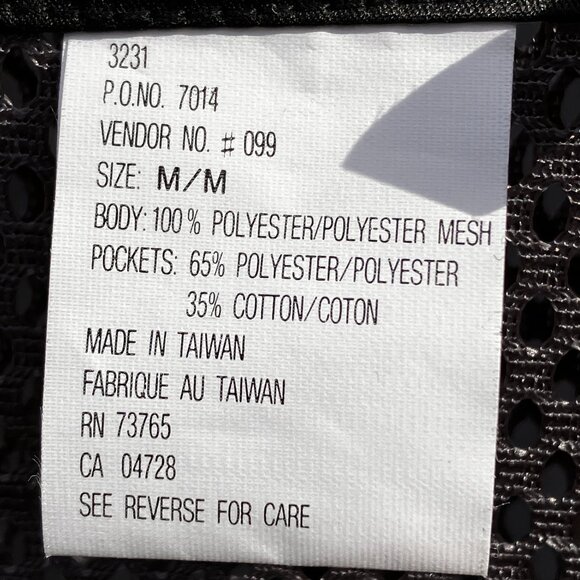 3231
P.O.NO. 7014
VENDOR NO. # 099
SIZE: M/M
BODY: 100% POLYESTER/POLYESTER MESH
POCKETS: 65% POLYESTER/POLYESTER
35% COTTON/COTON
MADE IN TAIWAN
FABRIQUE AU TAIWAN
RN 73765
CA 04728
SEE REVERSE FOR CARE